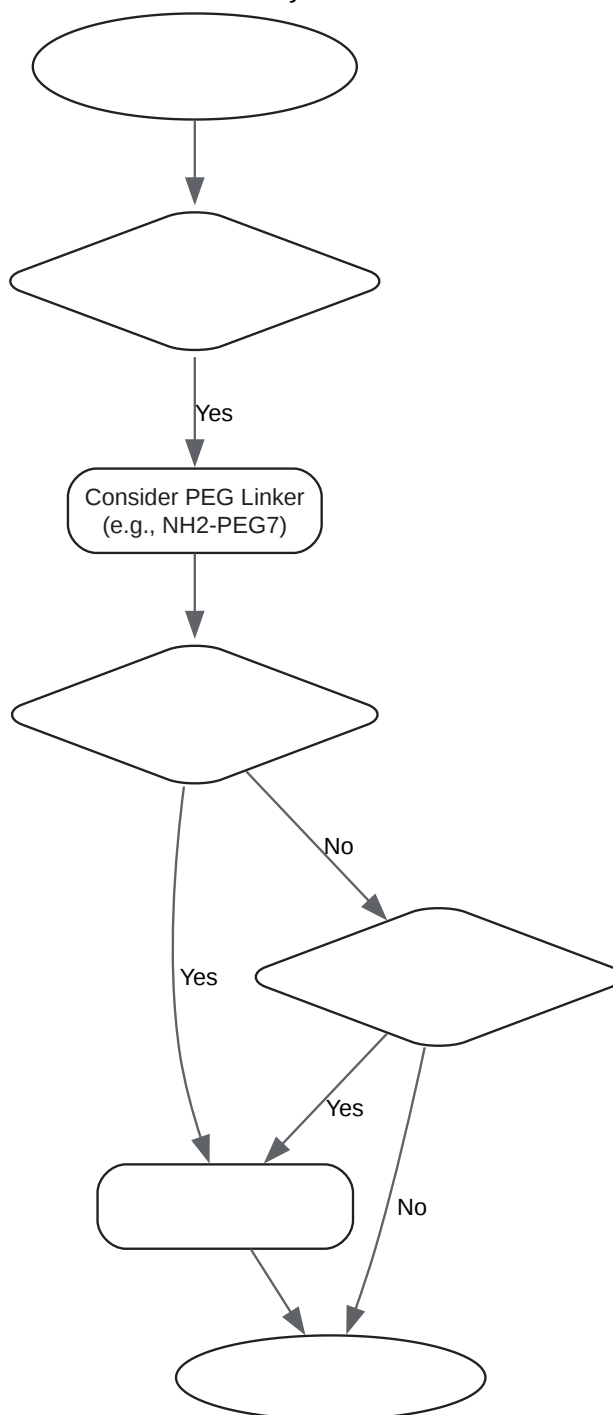 Yes
Consider PEG Linker
(e.g., NH2-PEG7)
No
Yes
Yes
No